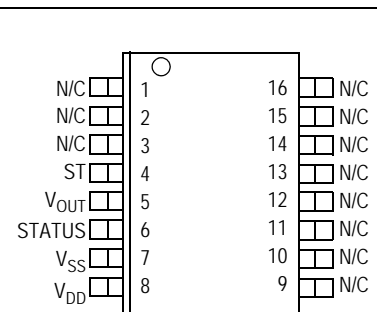 N/C 1 16 N/C
N/C 2 15 N/C
N/C 3 14 N/C
ST 4 13 N/C
VOUT 5 12 N/C
STATUS 6 11 N/C
VSS 7 10 N/C
VDD 8 9 N/C